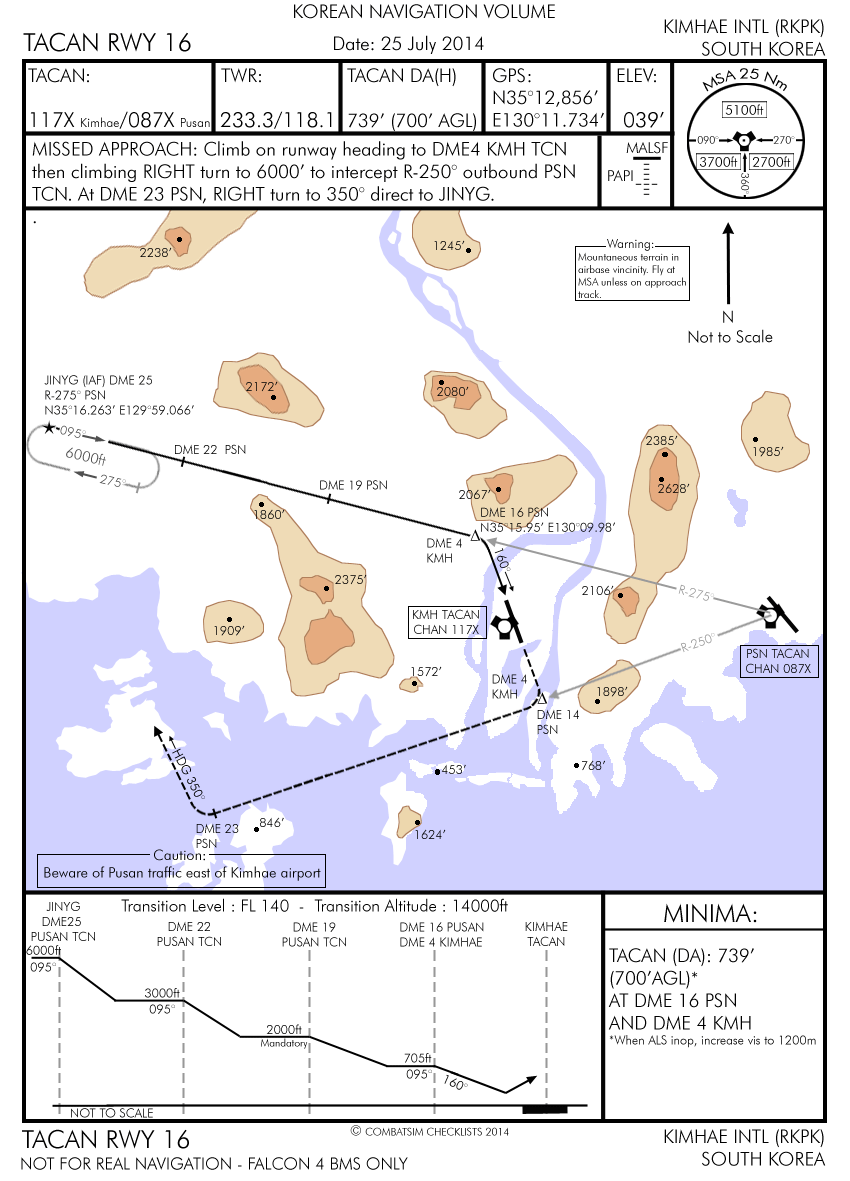 KOREAN NAVIGATION VOLUME
TACAN RWY 16
Date: 25 July 2014
KIMHAE INTL (RKPK)
SOUTH KOREA
TACAN:
117X Kimhae/087X Pusan
TWR:
233.3/118.1
TACAN DA(H)
739' (700' AGL)
GPS:
N35°12,856'
E130°11.734'
ELEV:
039'
MSA 25 Nm
5100ft
090°
270°
3700ft
2700ft
360°
MISSED APPROACH: Climb on runway heading to DME4 KMH TCN
then climbing RIGHT turn to 6000' to intercept R-250° outbound PSN
TCN. At DME 23 PSN, RIGHT turn to 350° direct to JINYG.
MALSF
PAPI
2238'
1245'
Warning:
Mountaneous terrain in
airbase vincinity. Fly at
MSA unless on approach
track.
N
Not to Scale
JINYG (IAF) DME 25
R-275° PSN
N35°16.263' E129°59.066'
2172'
2080'
095°
6000ft
275°
DME 22 PSN
DME 19 PSN
2385'
2628'
1985'
2067'
DME 16 PSN
N35°15.95' E130°09.98'
1860'
DME 4
KMH
160°
2375'
R-275°
2106'
1909'
KMH TACAN
CHAN 117X
R-250°
PSN TACAN
CHAN 087X
1572'
DME 4
KMH
1898'
DME 14
PSN
HDG 350°
453'
768'
DME 23
PSN
846'
1624'
Caution:
Beware of Pusan traffic east of Kimhae airport
Transition Level : FL 140 - Transition Altitude : 14000ft
JINYG
DME25
PUSAN TCN
DME 22
PUSAN TCN
DME 19
PUSAN TCN
DME 16 PUSAN
DME 4 KIMHAE
KIMHAE
TACAN
6000ft
095°
3000ft
095°
2000ft
Mandatory
705ft
095°
160°
NOT TO SCALE
MINIMA:
TACAN (DA): 739'
(700'AGL)*
AT DME 16 PSN
AND DME 4 KMH
*When ALS inop, increase vis to 1200m
TACAN RWY 16
© COMBATSIM CHECKLISTS 2014
KIMHAE INTL (RKPK)
NOT FOR REAL NAVIGATION - FALCON 4 BMS ONLY
SOUTH KOREA